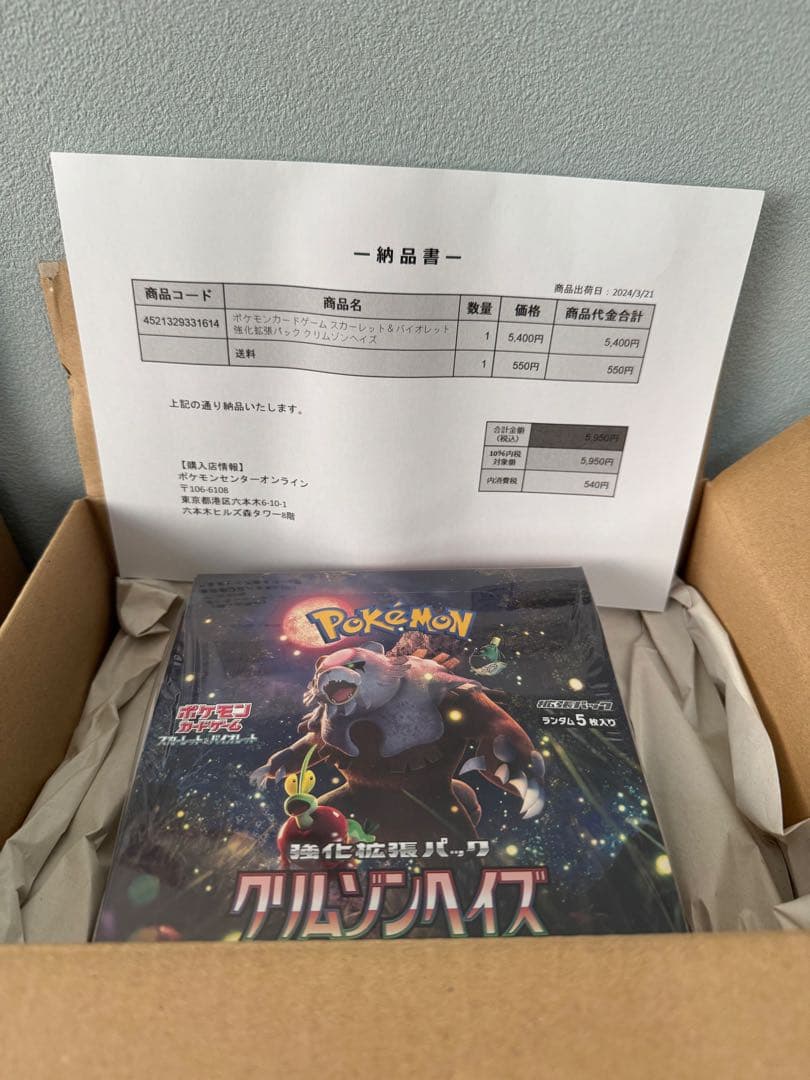 ー納品書ー
商品出荷日：2024/3/21
商品コード 商品名 数量 価格 商品代金合計
4521329331614 ポケモンカードゲーム スカーレット＆バイオレット
強化拡張パック クリムゾンヘイズ 1 5,400円 5,400円
送料 1 550円 550円
上記の通り納品いたします。
合計金額
(税込) 5,950円
10%内税
対象額 5,950円
内消費税 540円
【購入店情報】
ポケモンセンターオンライン
〒106-6108
東京都港区六本木6-10-1
六本木ヒルズ森タワー8階
POKéMON
ポケモン
カードゲーム
スカーレット&バイオレット
拡張パック
ランダム5枚入り
強化拡張パック
クリムゾンヘイズ